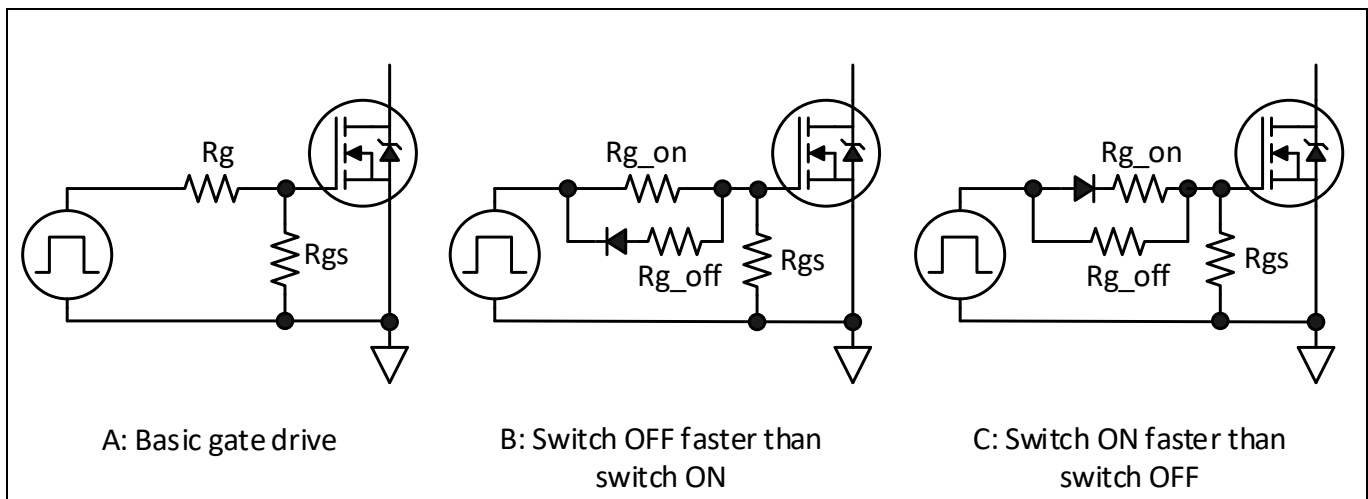 Rg
Rgs
A: Basic gate drive
Rg_on
Rg_off
Rgs
B: Switch OFF faster than
switch ON
Rg_on
Rg_off
Rgs
C: Switch ON faster than
switch OFF